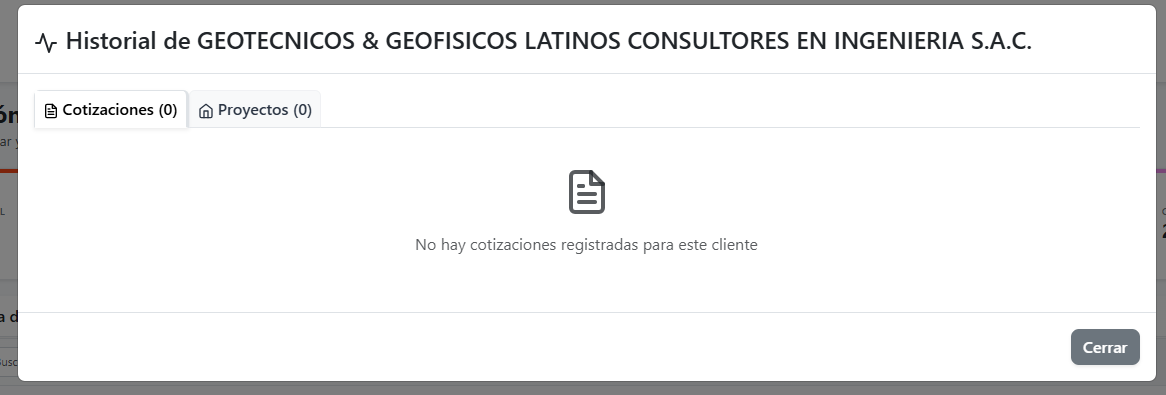 Historial de GEOTECNICOS & GEOFISICOS LATINOS CONSULTORES EN INGENIERIA S.A.C.
Cotizaciones (0) Proyectos (0)
No hay cotizaciones registradas para este cliente
Cerrar